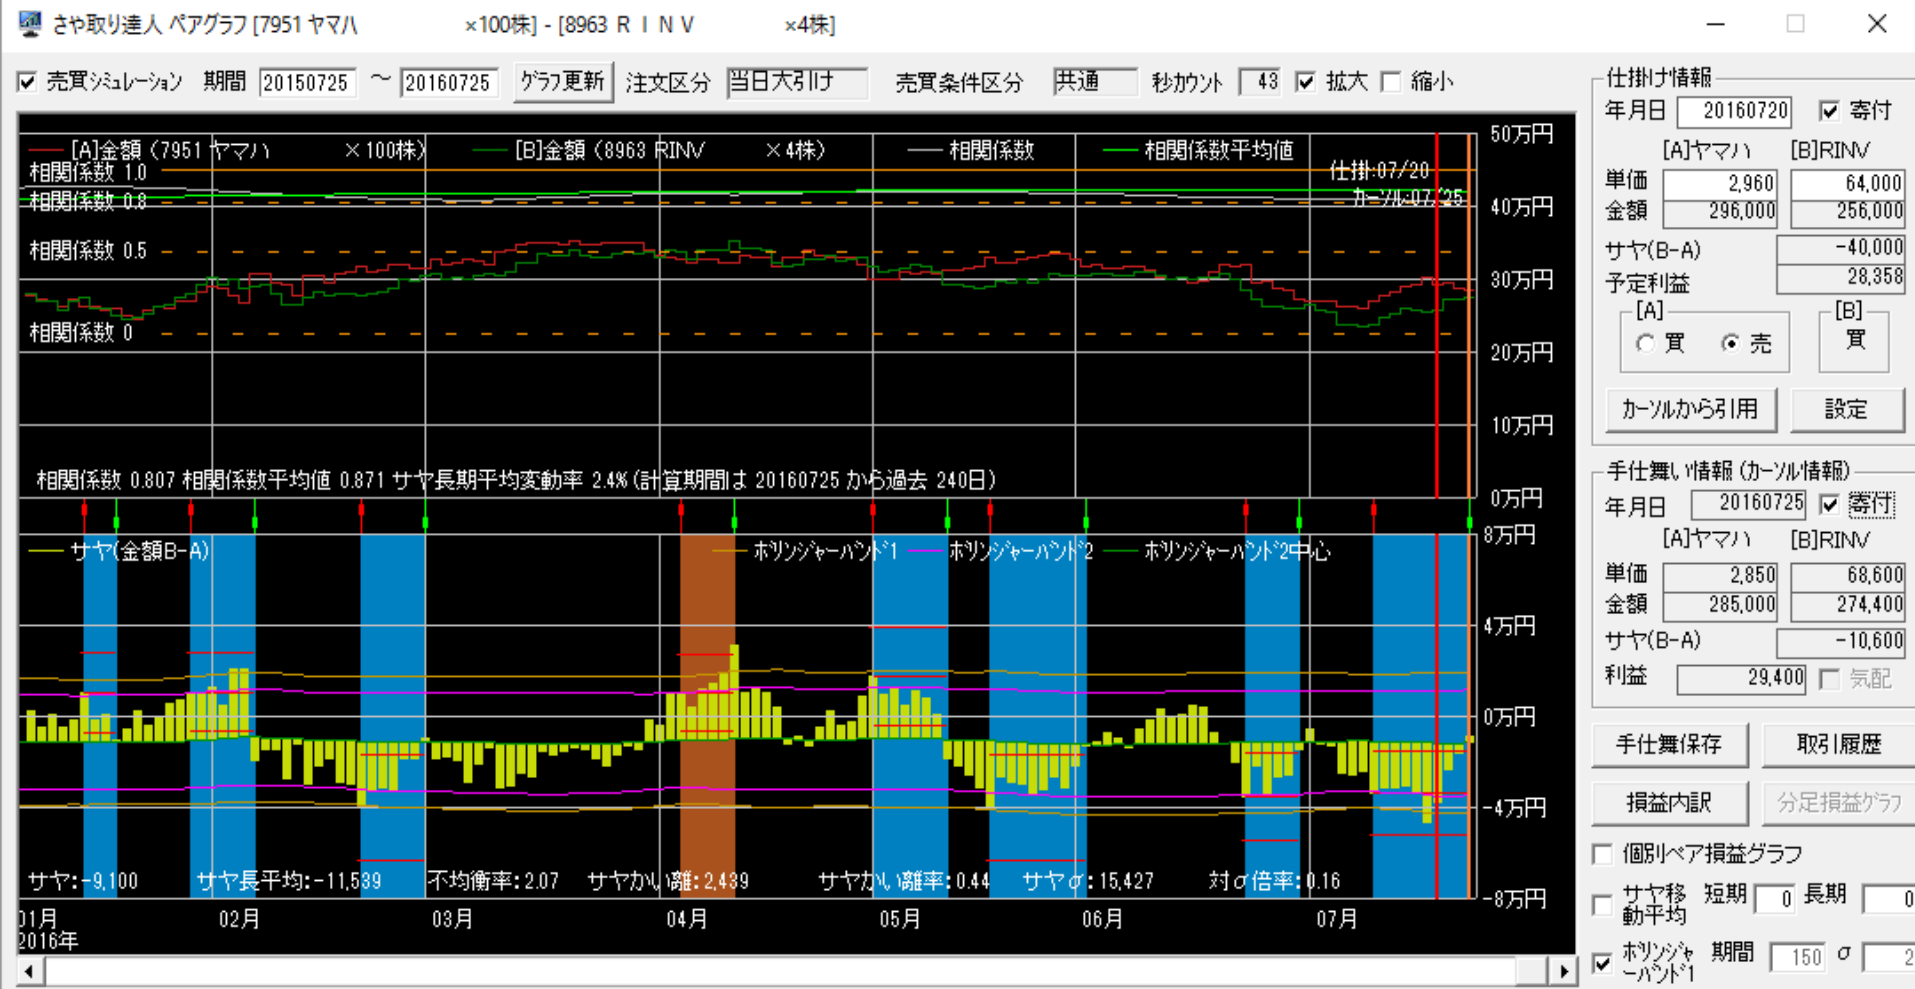 さや取り達人 ペアグラフ [7951 ヤマハ ×100株] - [8963 ＲＩＮＶ ×4株]
売買シミュレーション 期間 20150725 ～ 20160725 グラフ更新 注文区分 当日大引け 売買条件区分 共通 秒カウント 43 拡大 縮小
[A]金額（7951 ヤマハ ×100株） [B]金額（8963 RINV ×4株） 相関係数 相関係数平均値
50万円
相関係数 1.0
仕掛:07/20
相関係数 0.8
カーソル:07/25
40万円
相関係数 0.5
30万円
相関係数 0
20万円
10万円
相関係数 0.807 相関係数平均値 0.871 サヤ長期平均変動率 2.4% (計算期間は 20160725 から過去 240日)
0万円
8万円
サヤ(金額B-A) ボリンジャーバンド1 ボリンジャーバンド2 ボリンジャーバンド2中心
4万円
0万円
-4万円
サヤ:-9,100 サヤ長平均:-11,539 不均衡率:2.07 サヤかい離:2,439 サヤかい離率:0.44 サヤσ:15,427 対σ倍率:0.16
-8万円
01月 02月 03月 04月 05月 06月 07月
2016年
仕掛け情報
年月日 20160720 寄付
[A]ヤマハ [B]RINV
単価 2,960 64,000
金額 296,000 256,000
サヤ(B-A) -40,000
予定利益 28,358
[A] [B]
買 売 買
カーソルから引用 設定
手仕舞い情報 (カーソル情報)
年月日 20160725 寄付
[A]ヤマハ [B]RINV
単価 2,850 68,600
金額 285,000 274,400
サヤ(B-A) -10,600
利益 29,400 気配
手仕舞保存 取引履歴
損益内訳 分足損益グラフ
個別ペア損益グラフ
サヤ移動平均 短期 0 長期 0
ボリンジャーバンド1 期間 150 σ 2